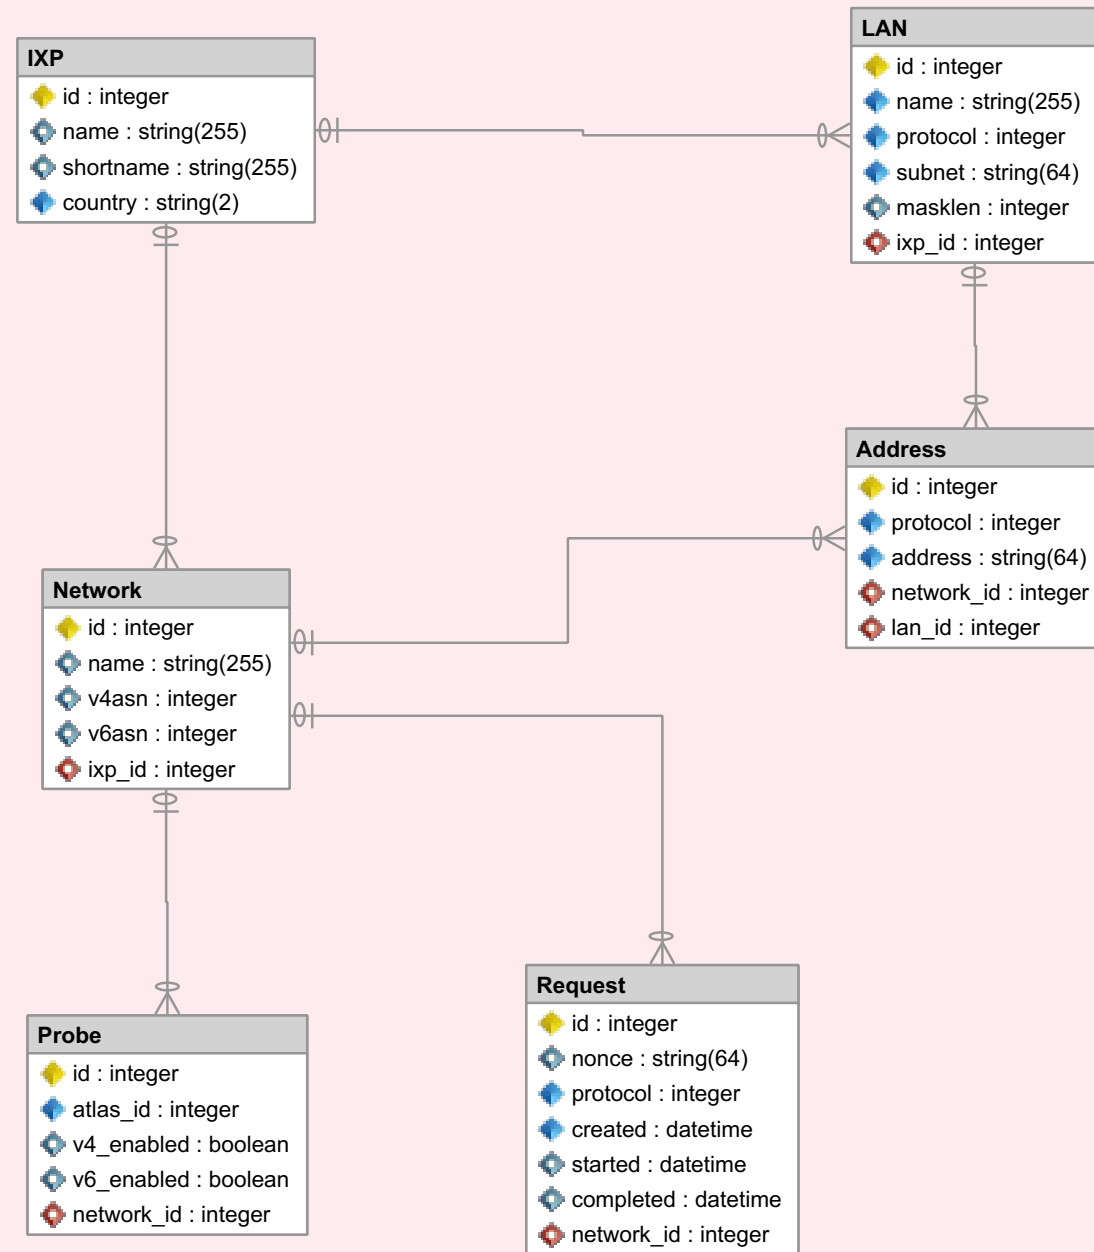 IXP
id : integer
name : string(255)
shortname : string(255)
country : string(2)
LAN
id : integer
name : string(255)
protocol : integer
subnet : string(64)
masklen : integer
ixp_id : integer
Address
id : integer
protocol : integer
address : string(64)
network_id : integer
lan_id : integer
Network
id : integer
name : string(255)
v4asn : integer
v6asn : integer
ixp_id : integer
Probe
id : integer
atlas_id : integer
v4_enabled : boolean
v6_enabled : boolean
network_id : integer
Request
id : integer
nonce : string(64)
protocol : integer
created : datetime
started : datetime
completed : datetime
network_id : integer